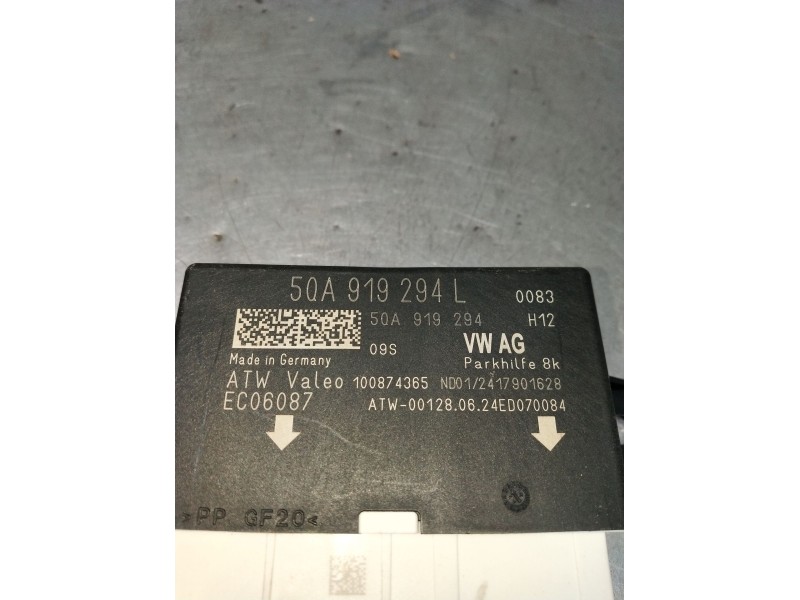 5QA 919 294 L 0083
5QA 919 294 H12
09S VW AG
Made in Germany Parkhilfe 8k
ATW Valeo 100874365 ND01/2417901628
EC06087 ATW-00128.06.24ED070084
>PP GF20<